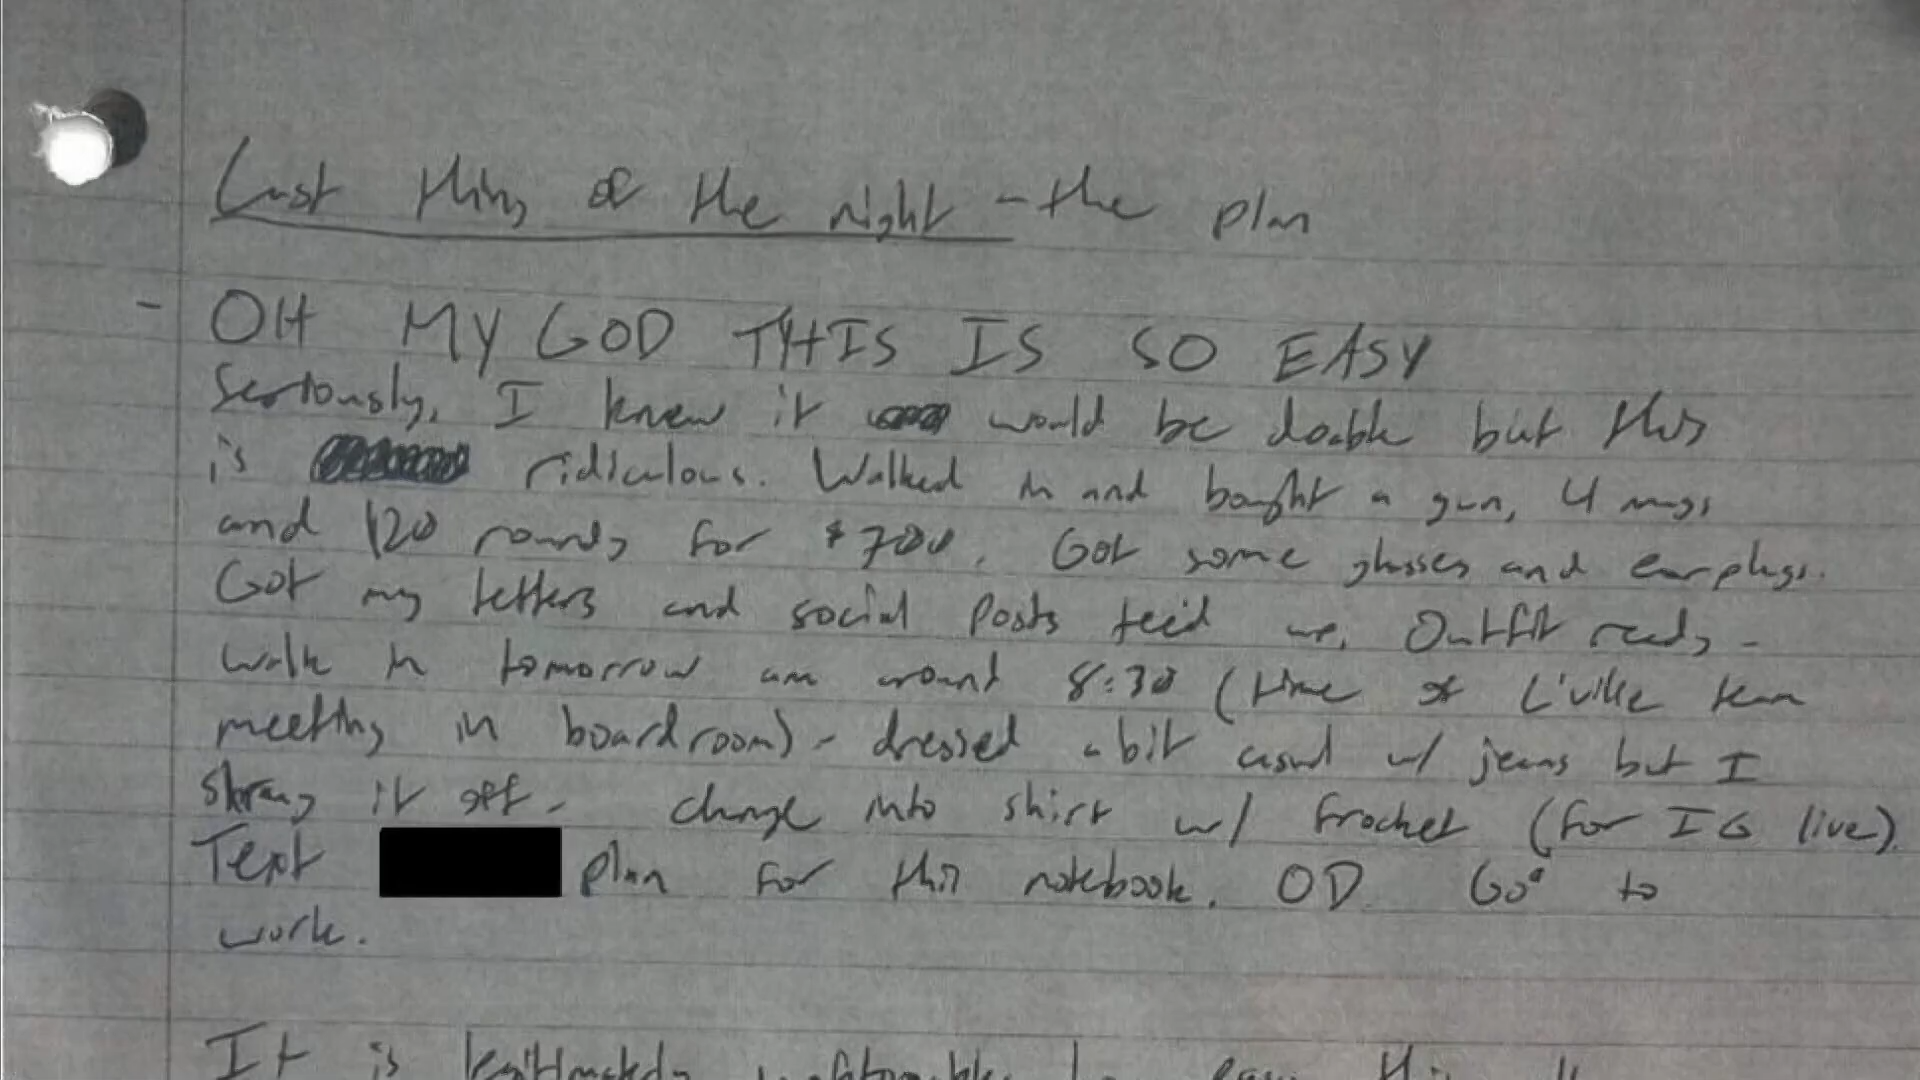 Last thing of the night - the plan
- OH MY GOD THIS IS SO EASY
Seriously, I knew it would be doable but this
is ridiculous. Walked in and bought a gun, 4 mags
and 120 rounds for $700. Got some glasses and earplugs.
Got my letters and social posts teed up. Outfit ready -
walk in tomorrow am around 8:30 (time of L'ville team
meeting in boardroom) - dressed a bit casual w/ jeans but I
shrug it off. change into shirt w/ (for IG live).
Text plan for this notebook. OD. Go to
work.
It is easy